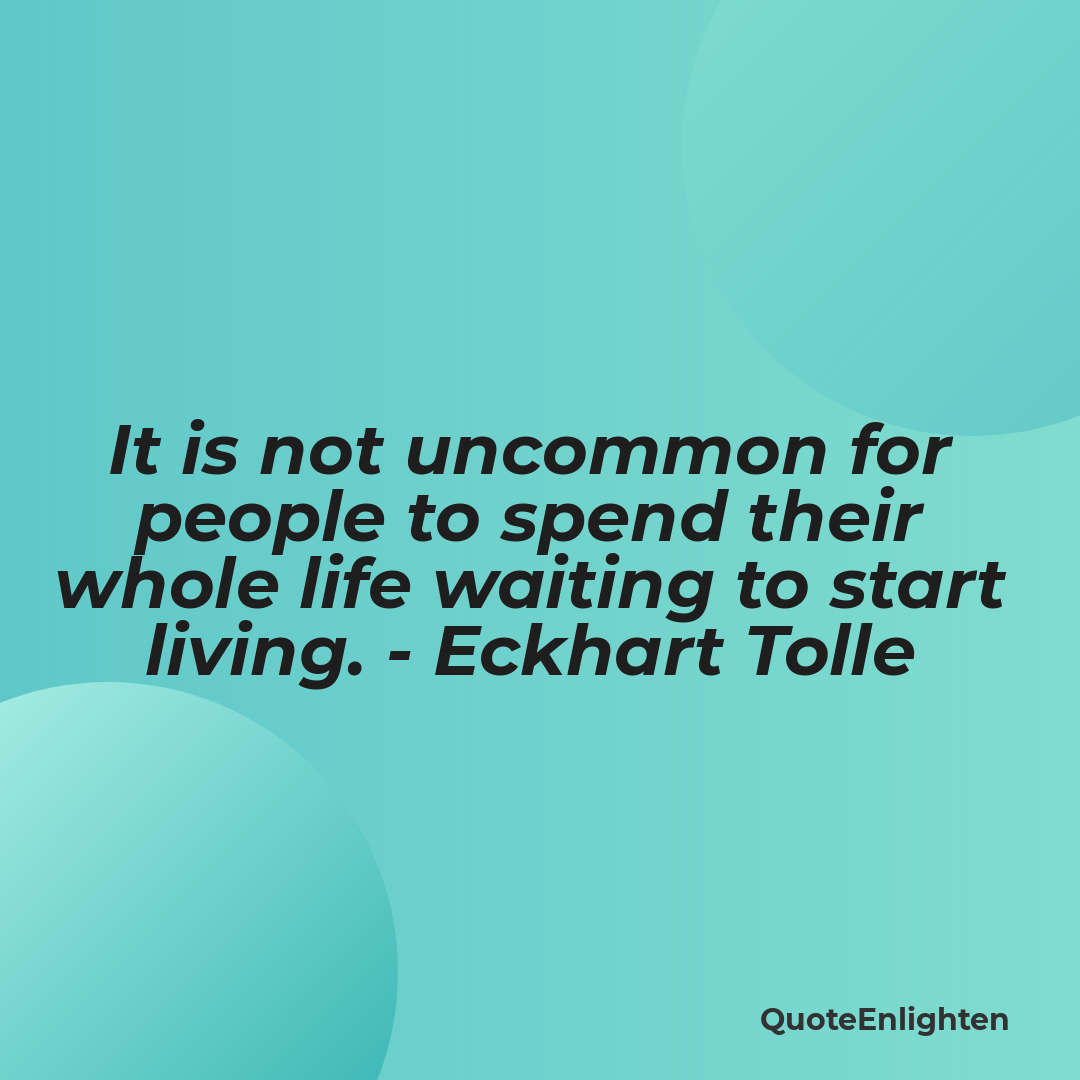 It is not uncommon for
people to spend their
whole life waiting to start
living. - Eckhart Tolle
QuoteEnlighten